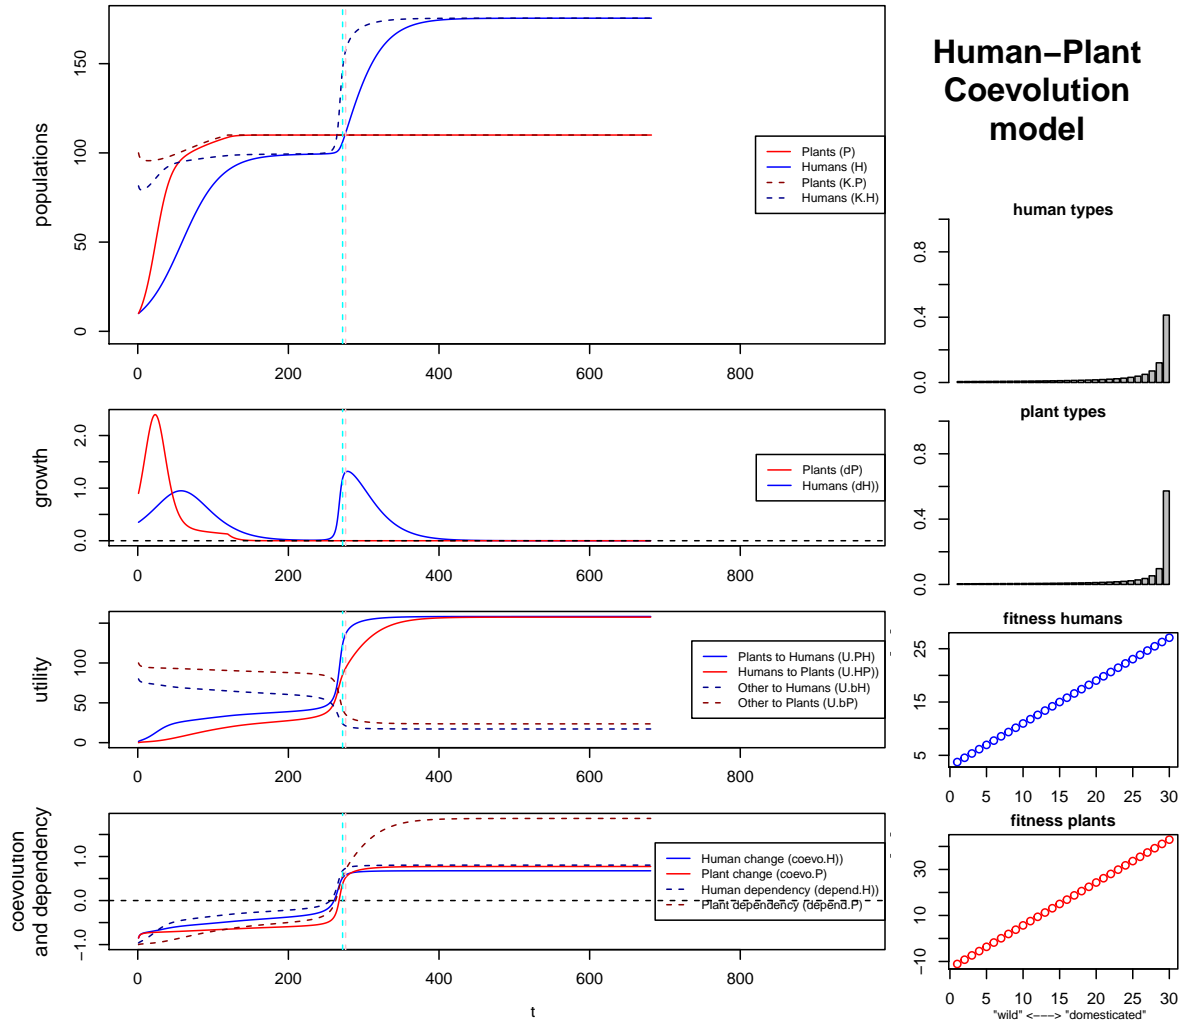 Human−Plant
Coevolution
model
populations
0
50
100
150
0
200
400
600
800
Plants (P)
Humans (H)
Plants (K.P)
Humans (K.H)
human types
0.0
0.4
0.8
growth
0.0
1.0
2.0
0
200
400
600
800
Plants (dP)
Humans (dH))
plant types
0.0
0.4
0.8
utility
0
50
100
0
200
400
600
800
Plants to Humans (U.PH)
Humans to Plants (U.HP))
Other to Humans (U.bH)
Other to Plants (U.bP)
fitness humans
5
15
25
0
5
10
15
20
25
30
coevolution
and dependency
−1.0
0.0
1.0
0
200
400
600
800
t
Human change (coevo.H))
Plant change (coevo.P)
Human dependency (depend.H))
Plant dependency (depend.P)
fitness plants
−10
10
30
0
5
10
15
20
25
30
"wild" <−−−> "domesticated"